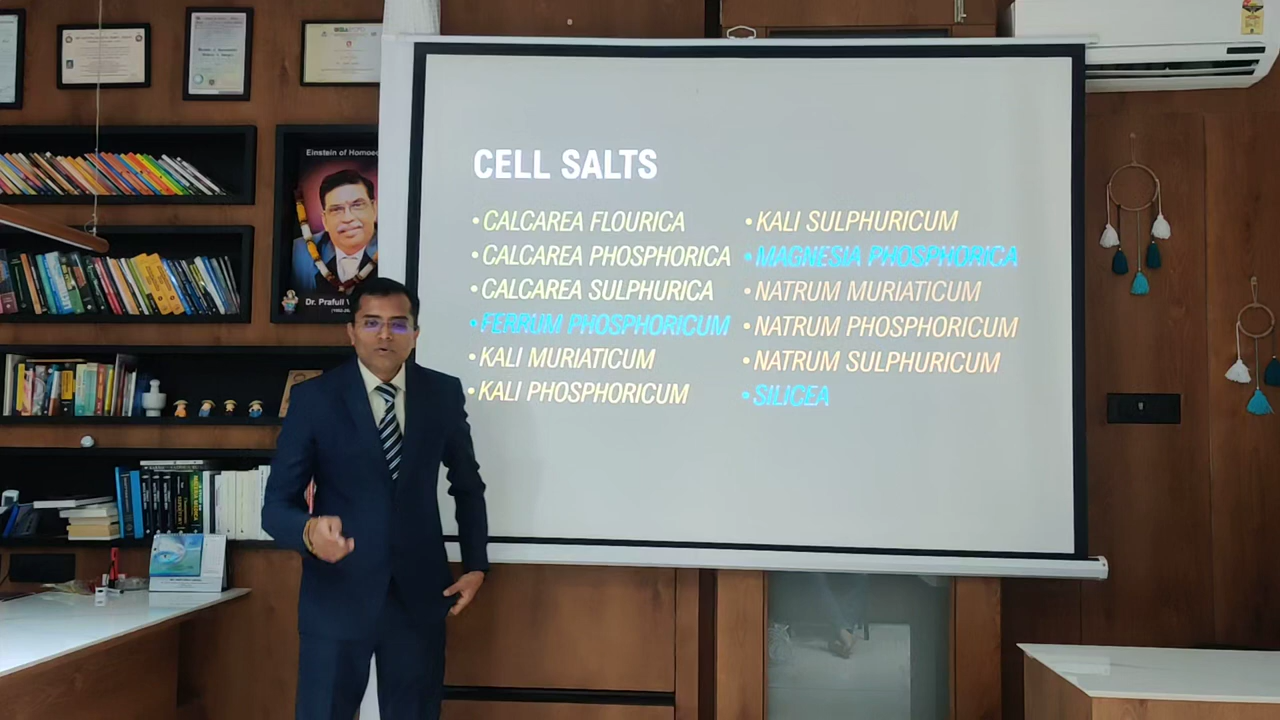 Einstein of Homoeo
Dr. Prafull V
CELL SALTS
• CALCAREA FLOURICA
• CALCAREA PHOSPHORICA
• CALCAREA SULPHURICA
• FERRUM PHOSPHORICUM
• KALI MURIATICUM
• KALI PHOSPHORICUM
• KALI SULPHURICUM
• MAGNESIA PHOSPHORICA
• NATRUM MURIATICUM
• NATRUM PHOSPHORICUM
• NATRUM SULPHURICUM
• SILICEA